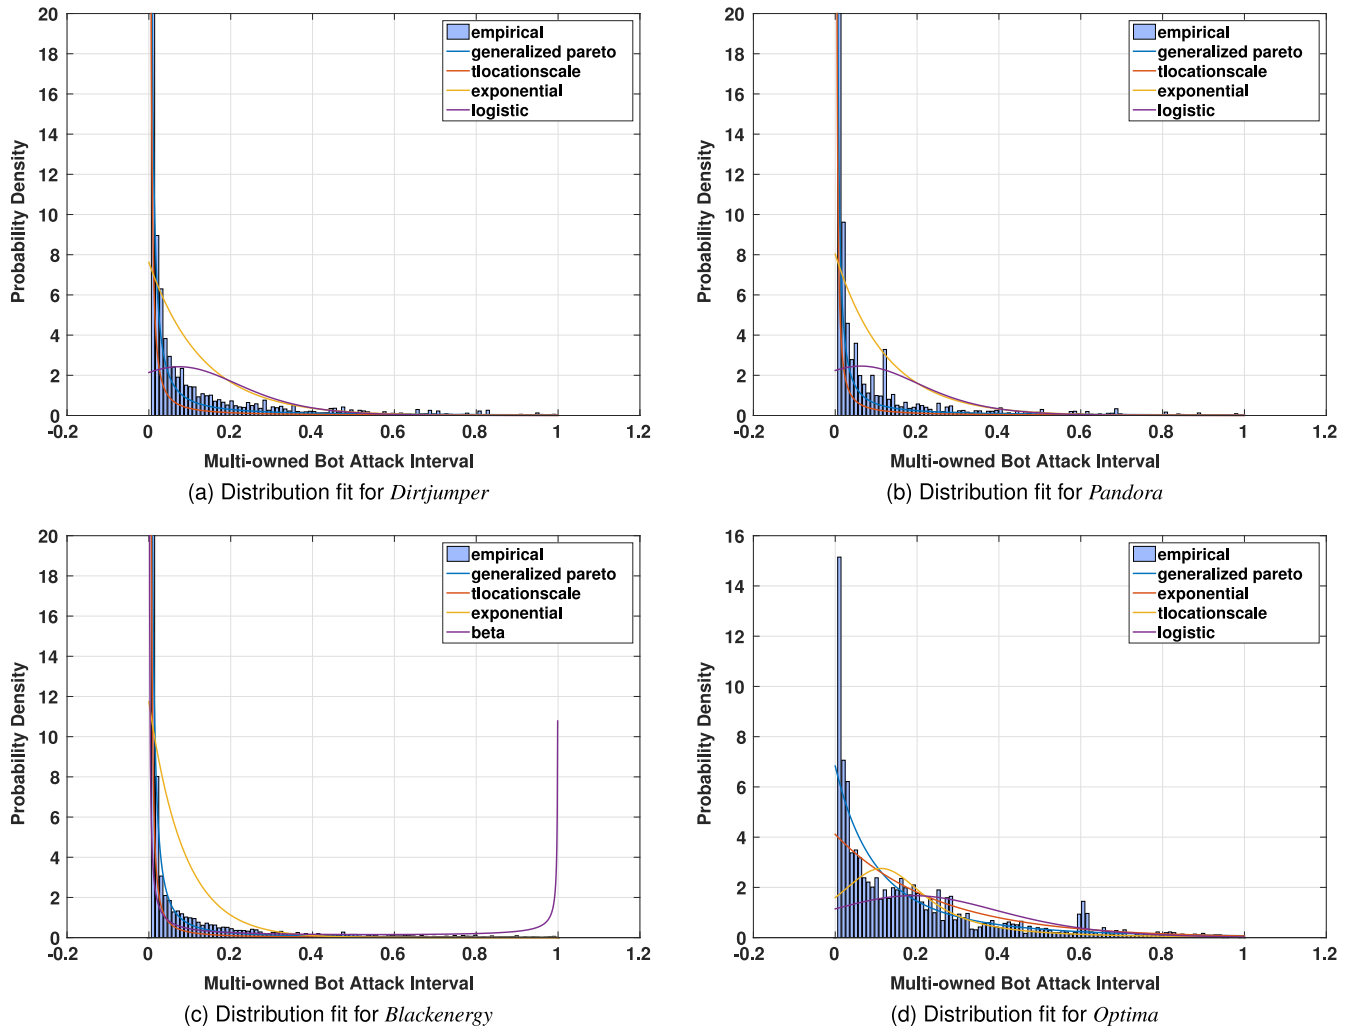 20
18
16
14
12
10
8
6
4
2
0
Probability Density
-0.2
0
0.2
0.4
0.6
0.8
1
1.2
Multi-owned Bot Attack Interval
empirical
generalized pareto
tlocationscale
exponential
logistic
(a) Distribution fit for Dirtjumper
20
18
16
14
12
10
8
6
4
2
0
Probability Density
-0.2
0
0.2
0.4
0.6
0.8
1
1.2
Multi-owned Bot Attack Interval
empirical
generalized pareto
tlocationscale
exponential
logistic
(b) Distribution fit for Pandora
20
18
16
14
12
10
8
6
4
2
0
Probability Density
-0.2
0
0.2
0.4
0.6
0.8
1
1.2
Multi-owned Bot Attack Interval
empirical
generalized pareto
tlocationscale
exponential
beta
(c) Distribution fit for Blackenergy
16
14
12
10
8
6
4
2
0
Probability Density
-0.2
0
0.2
0.4
0.6
0.8
1
1.2
Multi-owned Bot Attack Interval
empirical
generalized pareto
exponential
tlocationscale
logistic
(d) Distribution fit for Optima